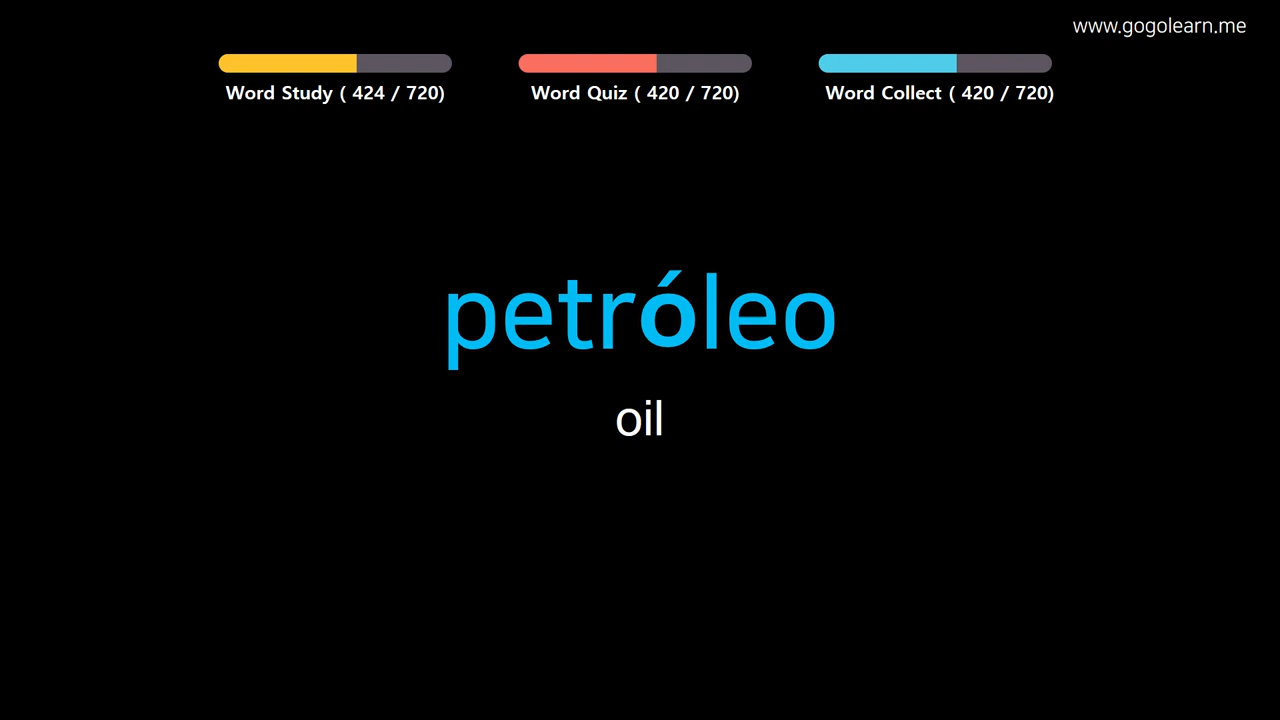 www.gogolearn.me
Word Study ( 424 / 720)
Word Quiz ( 420 / 720)
Word Collect ( 420 / 720)
petróleo
oil